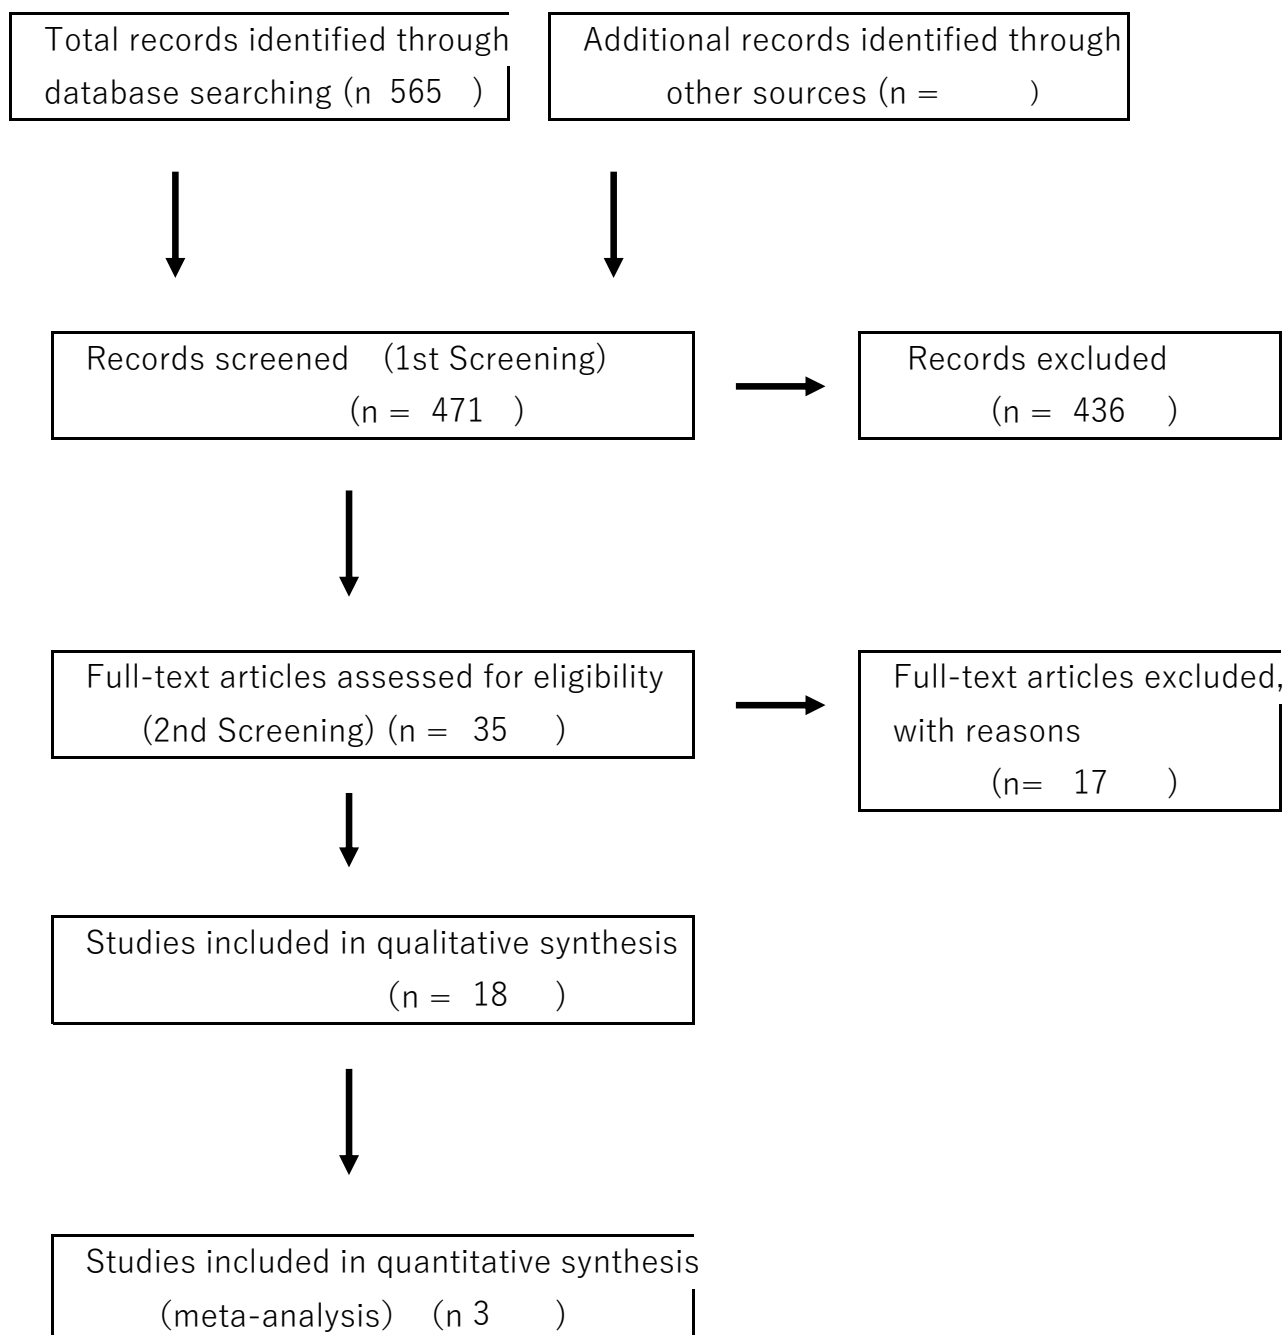 Total records identified through
database searching (n 565 )
Additional records identified through
other sources (n = )
Records screened (1st Screening)
(n = 471 )
Records excluded
(n = 436 )
Full-text articles assessed for eligibility
(2nd Screening) (n = 35 )
Full-text articles excluded,
with reasons
(n= 17 )
Studies included in qualitative synthesis
(n = 18 )
Studies included in quantitative synthesis
(meta-analysis) (n 3 )